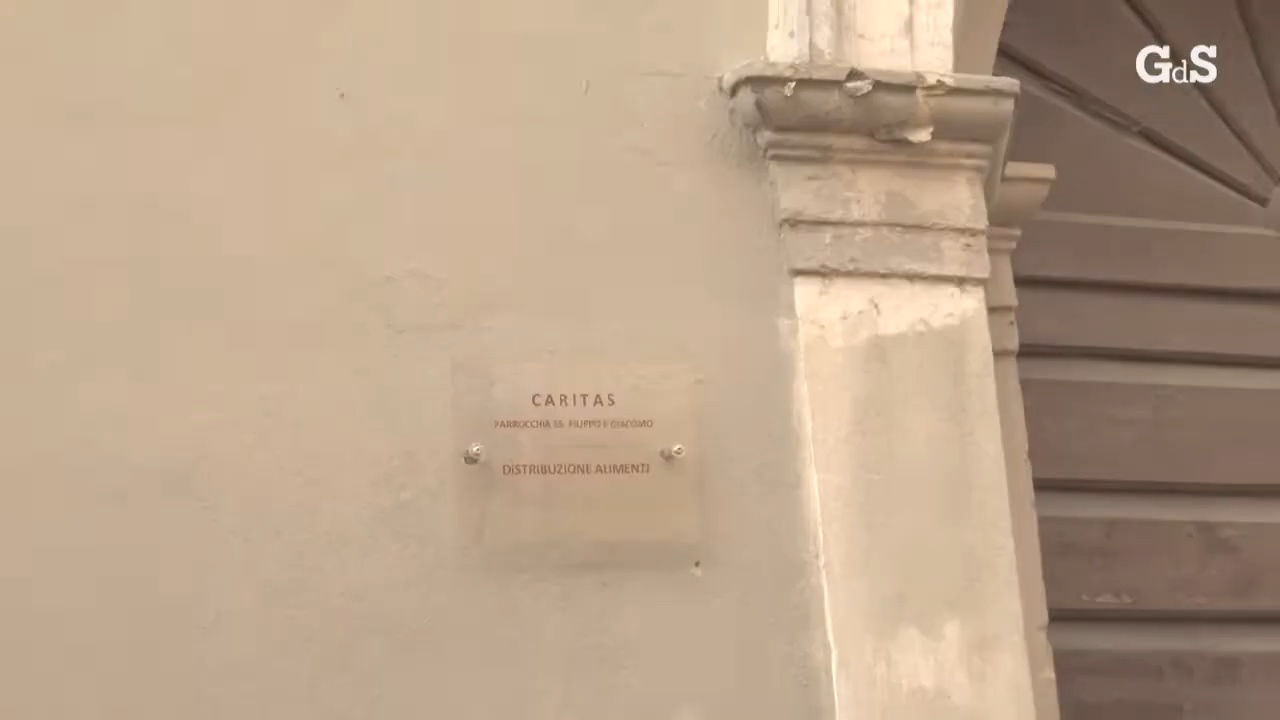 GdS
CARITAS
PARROCCHIA SS. FILIPPO E GIACOMO
DISTRIBUZIONE ALIMENTI